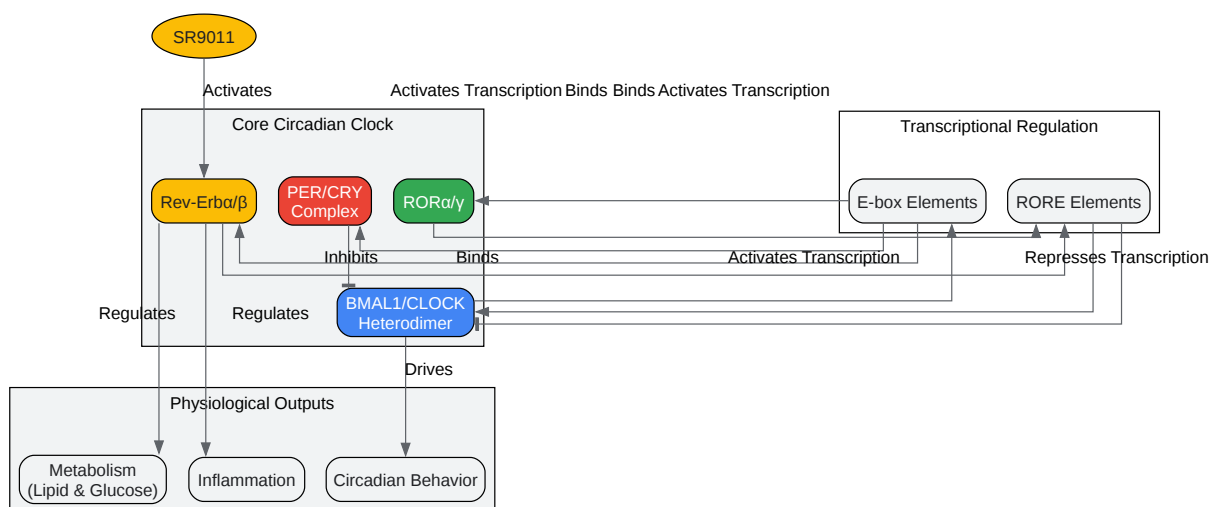 SR9011
Activates
Activates Transcription Binds Binds Activates Transcription
Core Circadian Clock
Transcriptional Regulation
Rev-Erbα/β
PER/CRY
Complex
RORα/γ
E-box Elements
RORE Elements
Inhibits
Binds
Activates Transcription
Represses Transcription
BMAL1/CLOCK
Heterodimer
Regulates
Regulates
Drives
Physiological Outputs
Metabolism
(Lipid & Glucose)
Inflammation
Circadian Behavior